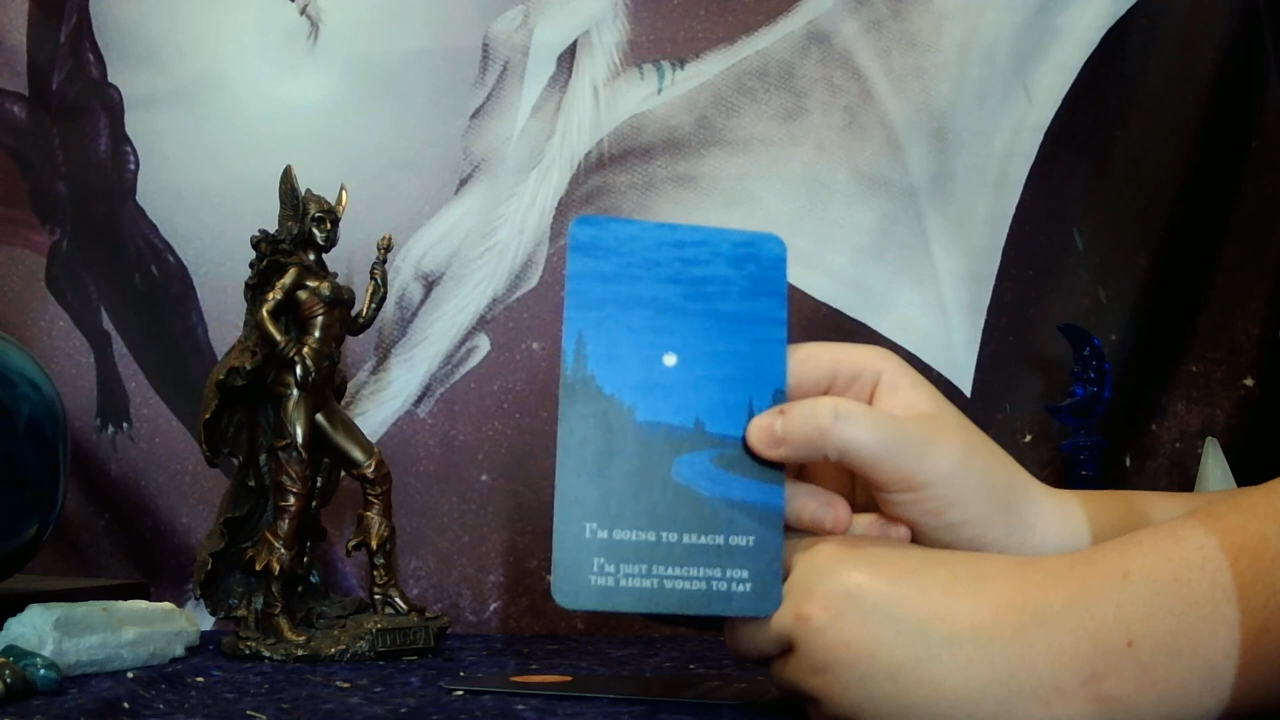 I'm going to reach out
I'm just searching for
the right words to say